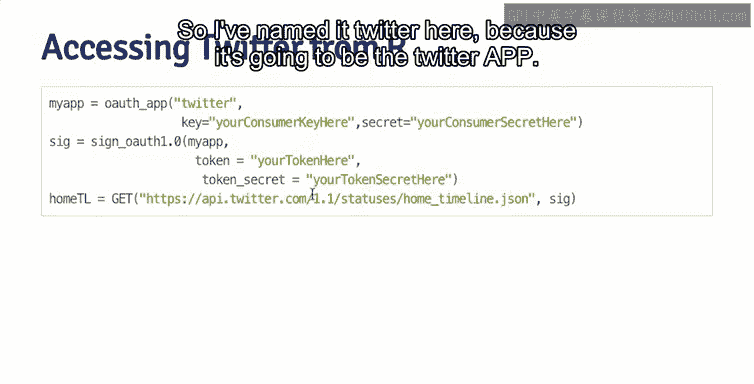 So I've named it twitter here, because
it's going to be the twitter APP.
Accessing Twitter from R
myapp = oauth_app("twitter",
key="yourConsumerKeyHere",secret="yourConsumerSecretHere")
sig = sign_oauth1.0(myapp,
token = "yourTokenHere",
token_secret = "yourTokenSecretHere")
homeTL = GET("https://api.twitter.com/1.1/statuses/home_timeline.json", sig)